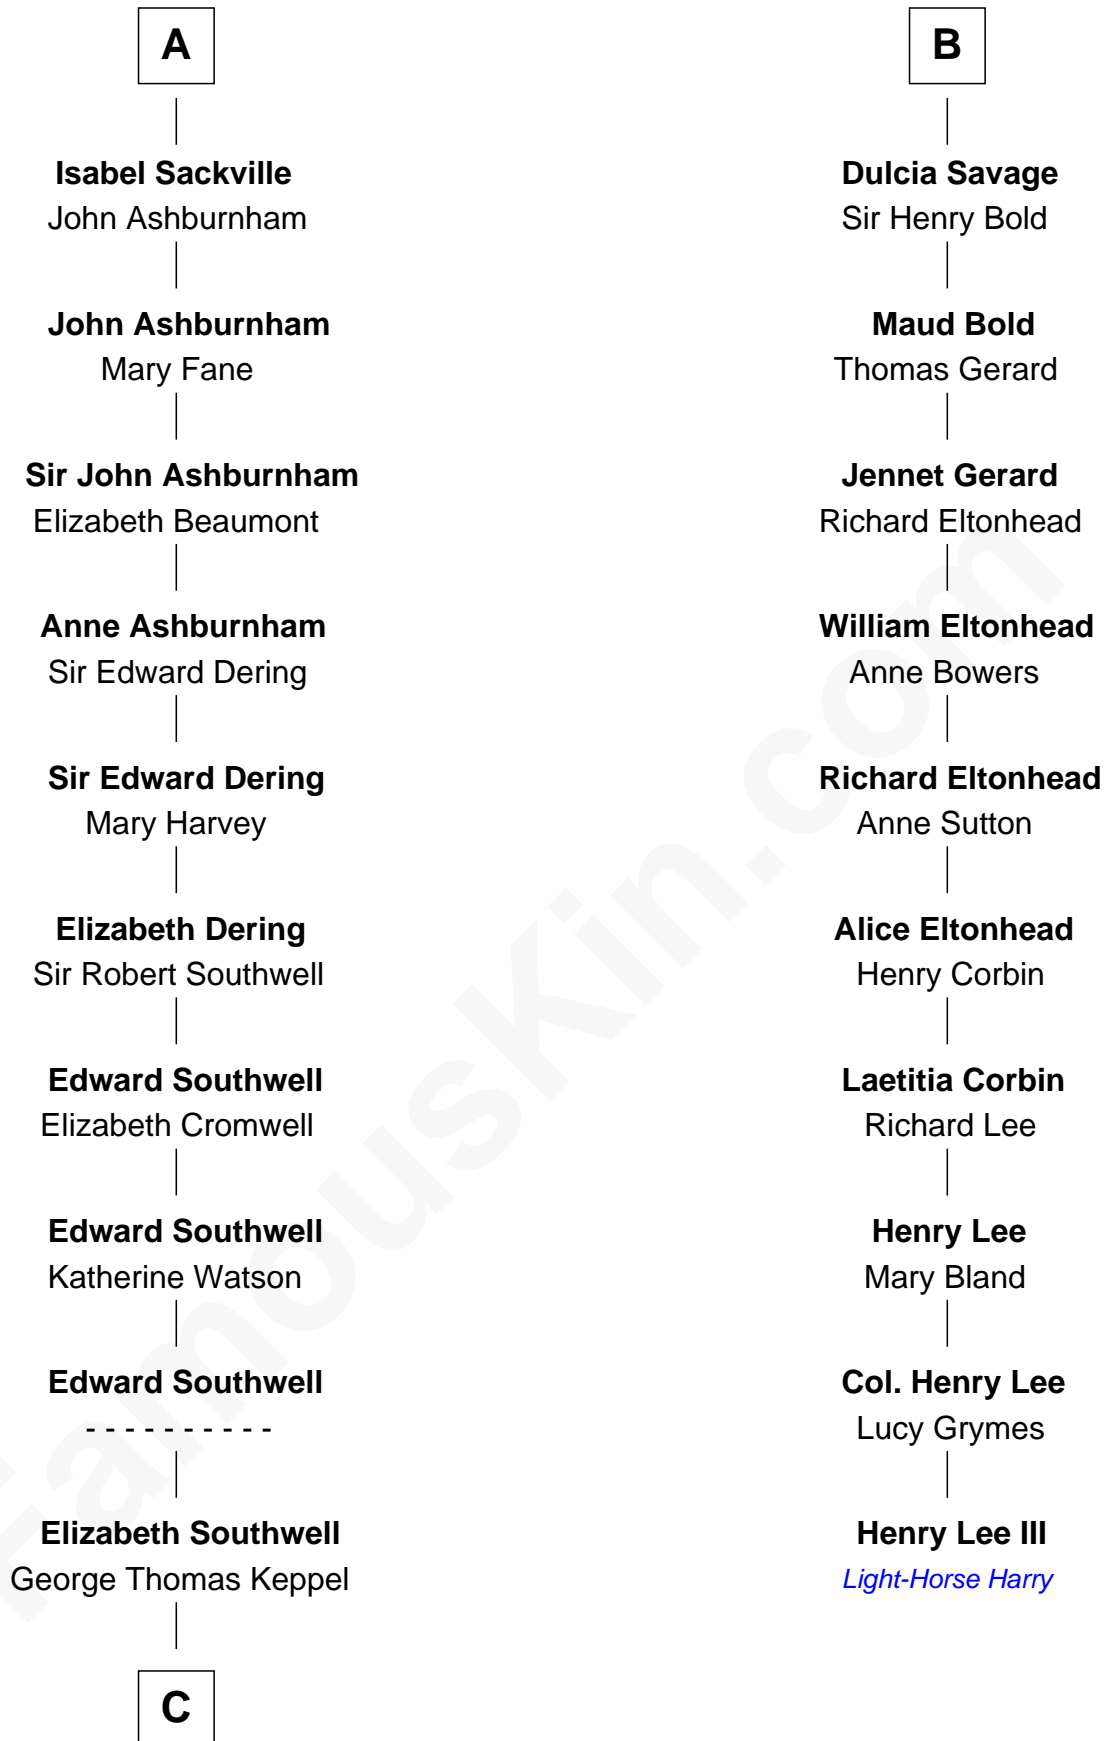 A
Isabel Sackville
John Ashburnham
John Ashburnham
Mary Fane
Sir John Ashburnham
Elizabeth Beaumont
Anne Ashburnham
Sir Edward Dering
Sir Edward Dering
Mary Harvey
Elizabeth Dering
Sir Robert Southwell
Edward Southwell
Elizabeth Cromwell
Edward Southwell
Katherine Watson
Edward Southwell
- - - - - - - - - -
Elizabeth Southwell
George Thomas Keppel
C
B
Dulcia Savage
Sir Henry Bold
Maud Bold
Thomas Gerard
Jennet Gerard
Richard Eltonhead
William Eltonhead
Anne Bowers
Richard Eltonhead
Anne Sutton
Alice Eltonhead
Henry Corbin
Laetitia Corbin
Richard Lee
Henry Lee
Mary Bland
Col. Henry Lee
Lucy Grymes
Henry Lee III
Light-Horse Harry
FamousKin.com